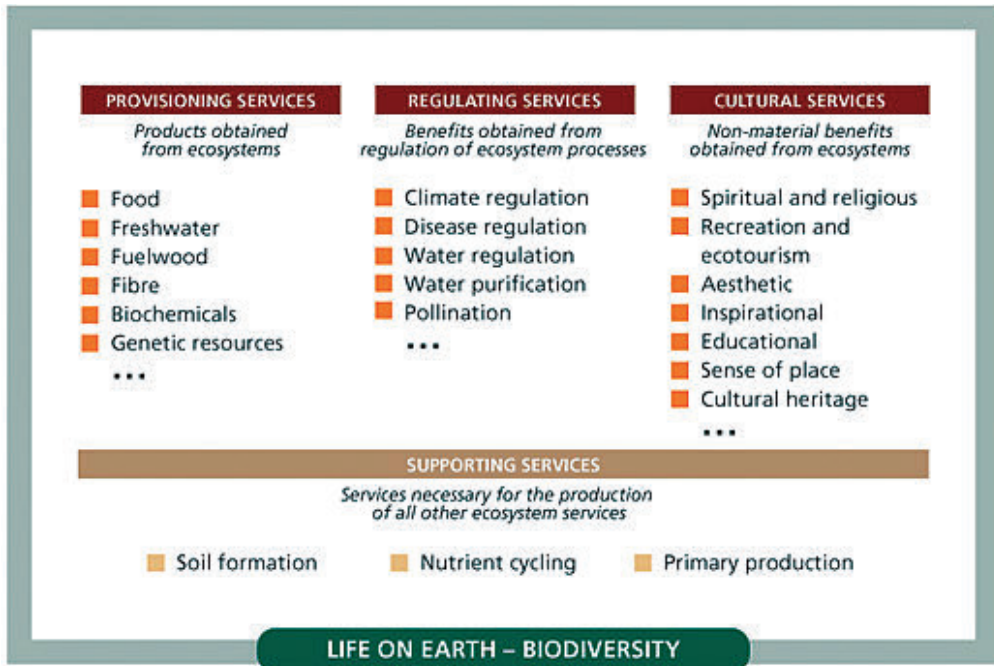 PROVISIONING SERVICES
Products obtained
from ecosystems
Food
Freshwater
Fuelwood
Fibre
Biochemicals
Genetic resources
...
REGULATING SERVICES
Benefits obtained from
regulation of ecosystem processes
Climate regulation
Disease regulation
Water regulation
Water purification
Pollination
...
CULTURAL SERVICES
Non-material benefits
obtained from ecosystems
Spiritual and religious
Recreation and
ecotourism
Aesthetic
Inspirational
Educational
Sense of place
Cultural heritage
...
SUPPORTING SERVICES
Services necessary for the production
of all other ecosystem services
Soil formation
Nutrient cycling
Primary production
LIFE ON EARTH – BIODIVERSITY